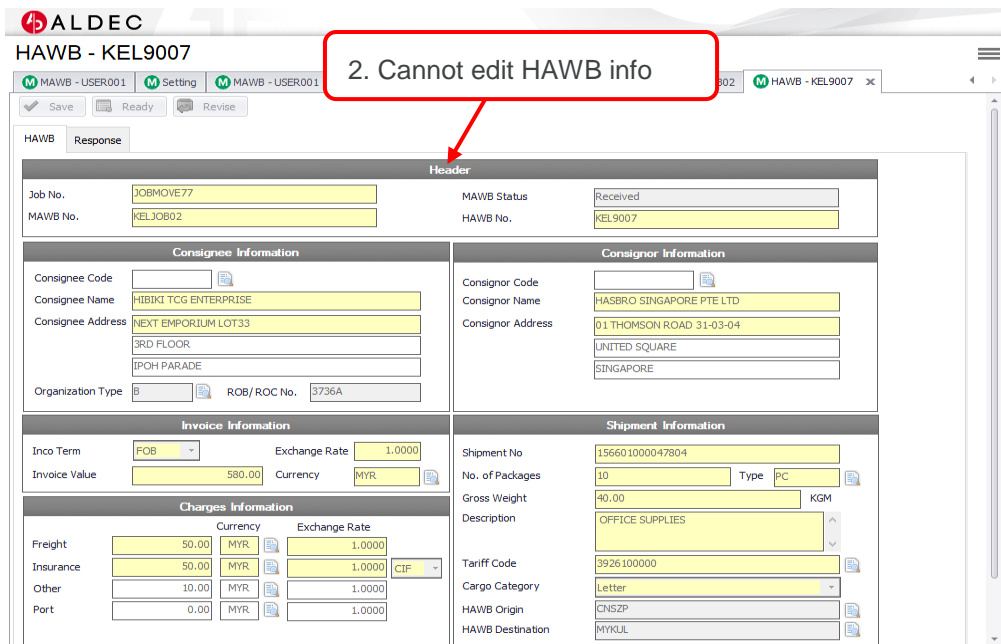 ALDEC
HAWB - KEL9007
2. Cannot edit HAWB info
MAWB - USER001 Setting MAWB - USER001 B02 HAWB - KEL9007
Save Ready Revise
HAWB Response
Header
Job No. JOBMOVE77 MAWB Status Received
MAWB No. KELJOB02 HAWB No. KEL9007
Consignee Information
Consignee Code
Consignee Name HIBIKI TCG ENTERPRISE
Consignee Address NEXT EMPORIUM LOT33
3RD FLOOR
IPOH PARADE
Organization Type B ROB/ROC No. 3736A
Consignor Information
Consignor Code
Consignor Name HASBRO SINGAPORE PTE LTD
Consignor Address 01 THOMSON ROAD 31-03-04
UNITED SQUARE
SINGAPORE
Invoice Information
Inco Term FOB Exchange Rate 1.0000
Invoice Value 580.00 Currency MYR
Charges Information
Currency Exchange Rate
Freight 50.00 MYR 1.0000
Insurance 50.00 MYR 1.0000 CIF
Other 10.00 MYR 1.0000
Port 0.00 MYR 1.0000
Shipment Information
Shipment No 156601000047804
No. of Packages 10 Type PC
Gross Weight 40.00 KGM
Description OFFICE SUPPLIES
Tariff Code 3926100000
Cargo Category Letter
HAWB Origin CNSZP
HAWB Destination MYKUL